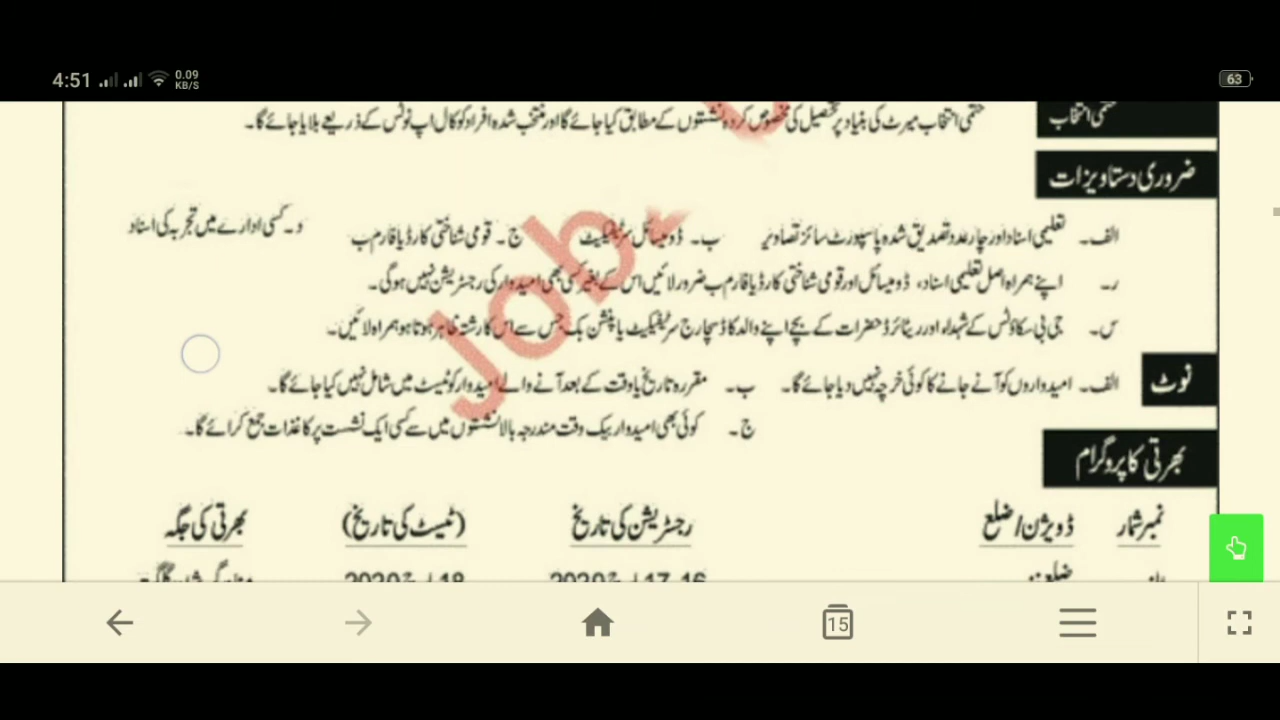 4:51 0.09 KB/S 63
حتمی انتخاب
حتمی انتخاب میرٹ کی بنیاد پر تحصیل کی مخصوص کردہ نشستوں کے مطابق کیا جائے گا اور منتخب شدہ افراد کو کال اپ نوٹس کے ذریعے بلایا جائے گا۔
ضروری دستاویزات
الف۔ تعلیمی اسناد اور چار عدد تصدیق شدہ پاسپورٹ سائز تصاویر ب۔ ڈومیسائل سرٹیفکیٹ ج۔ قومی شناختی کارڈ یا فارم ب د۔ کسی ادارے میں تجربہ کی اسناد
ر۔ اپنے ہمراہ اصل تعلیمی اسناد، ڈومیسائل اور قومی شناختی کارڈ یا فارم ب ضرور لائیں اس کے بغیر کسی بھی امیدوار کی رجسٹریشن نہیں ہوگی۔
س۔ جی بی سکاؤٹس کے شہداء اور ریٹائرڈ حضرات کے بچے اپنے والد کا ڈسچارج سرٹیفکیٹ یا پنشن بک جس سے اس کا رشتہ ظاہر ہوتا ہو ہمراہ لائیں۔
نوٹ
الف۔ امیدواروں کو آنے جانے کا کوئی خرچہ نہیں دیا جائے گا۔ ب۔ مقررہ تاریخ یا وقت کے بعد آنے والے امیدوار کو ٹیسٹ میں شامل نہیں کیا جائے گا۔
ج۔ کوئی بھی امیدوار بیک وقت مندرجہ بالا نشستوں میں سے کسی ایک نشست پر کاغذات جمع کرائے گا۔
بھرتی کا پروگرام
نمبر شمار ڈویژن/ضلع رجسٹریشن کی تاریخ (ٹیسٹ کی تاریخ) بھرتی کی جگہ
16-17 مارچ 2020 18 مارچ 2020
Job
15